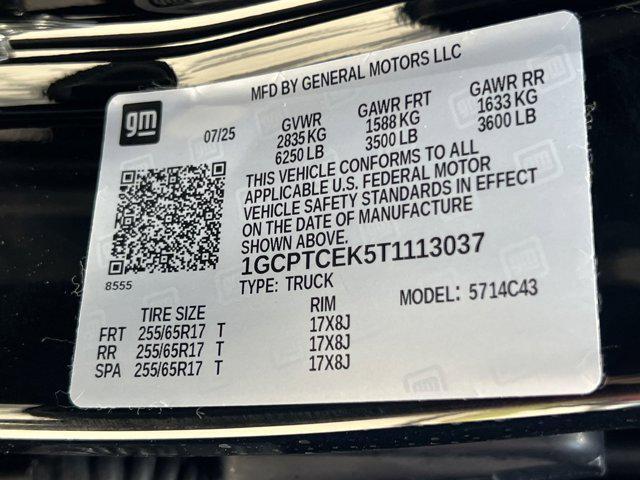 MFD BY GENERAL MOTORS LLC
gm
07/25 GVWR GAWR FRT GAWR RR
2835 KG 1588 KG 1633 KG
6250 LB 3500 LB 3600 LB
THIS VEHICLE CONFORMS TO ALL
APPLICABLE U.S. FEDERAL MOTOR
VEHICLE SAFETY STANDARDS IN EFFECT
ON THE DATE OF MANUFACTURE
SHOWN ABOVE.
1GCPTCEK5T1113037
8555
TYPE: TRUCK MODEL: 5714C43
TIRE SIZE RIM
FRT 255/65R17 T 17X8J
RR 255/65R17 T 17X8J
SPA 255/65R17 T 17X8J